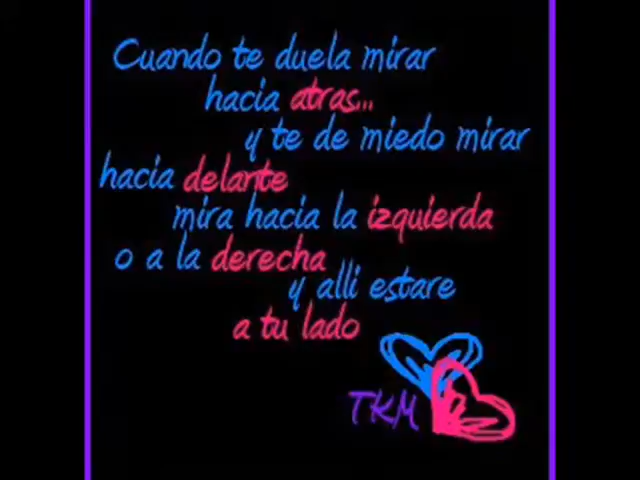 Cuando te duela mirar
hacia atras...
y te de miedo mirar
hacia delante
mira hacia la izquierda
o a la derecha
y alli estare
a tu lado
TKM